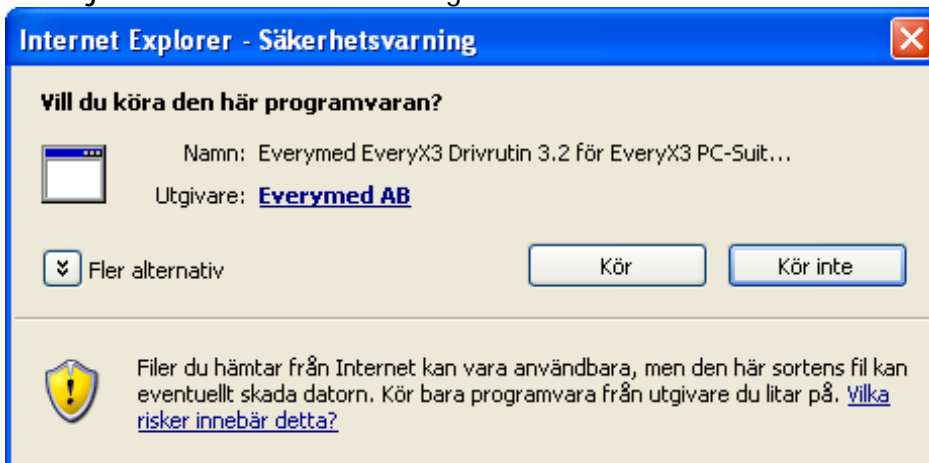 Internet Explorer - Säkerhetsvarning
Vill du köra den här programvaran?
Namn: Everymed EveryX3 Drivrutin 3.2 för EveryX3 PC-Suit...
Utgivare: Everymed AB
Fler alternativ
Kör
Kör inte
Filer du hämtar från Internet kan vara användbara, men den här sortens fil kan
eventuellt skada datorn. Kör bara programvara från utgivare du litar på. Vilka
risker innebär detta?